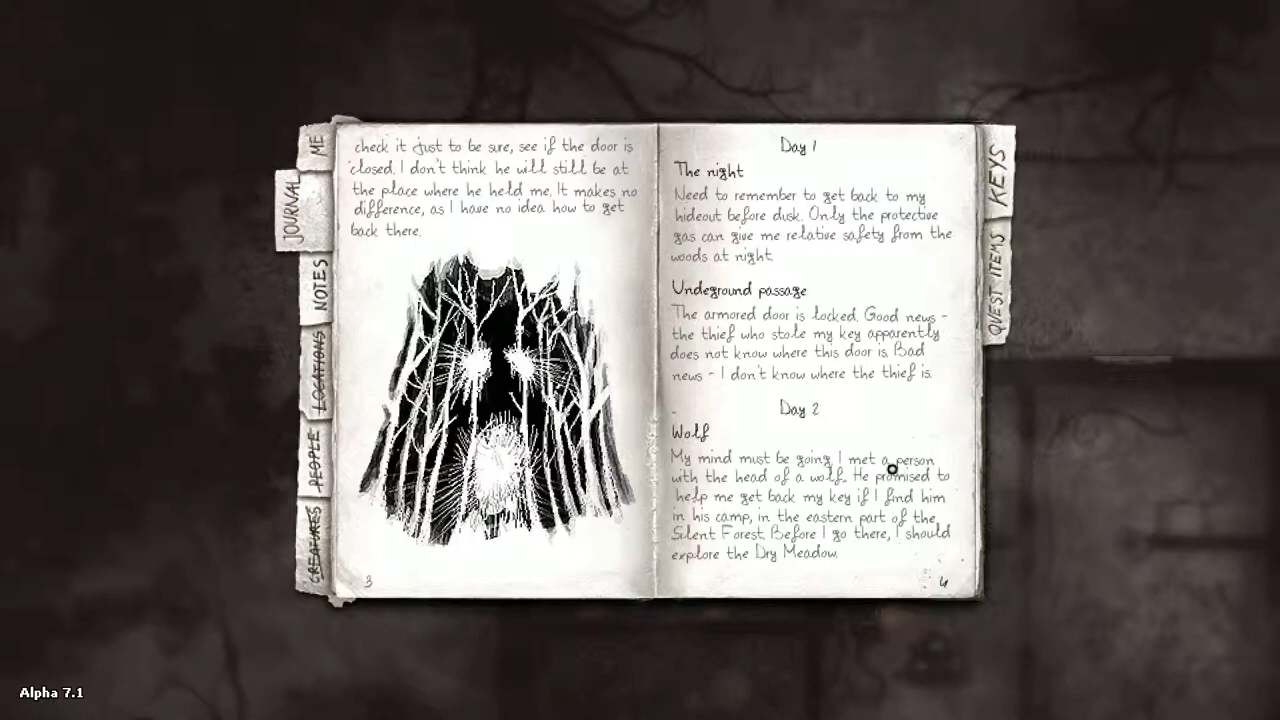 ME
JOURNAL
NOTES
LOCATIONS
PEOPLE
CREATURES
check it just to be sure, see if the door is
closed. I don't think he will still be at
the place where he held me. It makes no
difference, as I have no idea how to get
back there.
3
Day 1
The night
Need to remember to get back to my
hideout before dusk. Only the protective
gas can give me relative safety from the
woods at night
Undeground passage
The armored door is locked. Good news -
the thief who stole my key apparently
does not know where this door is. Bad
news - I don't know where the thief is.
Day 2
Wolf
My mind must be going. I met a person
with the head of a wolf. He promised to
help me get back my key if I find him
in his camp, in the eastern part of the
Silent Forest. Before I go there, I should
explore the Dry Meadow.
4
KEYS
QUEST ITEMS
Alpha 7.1